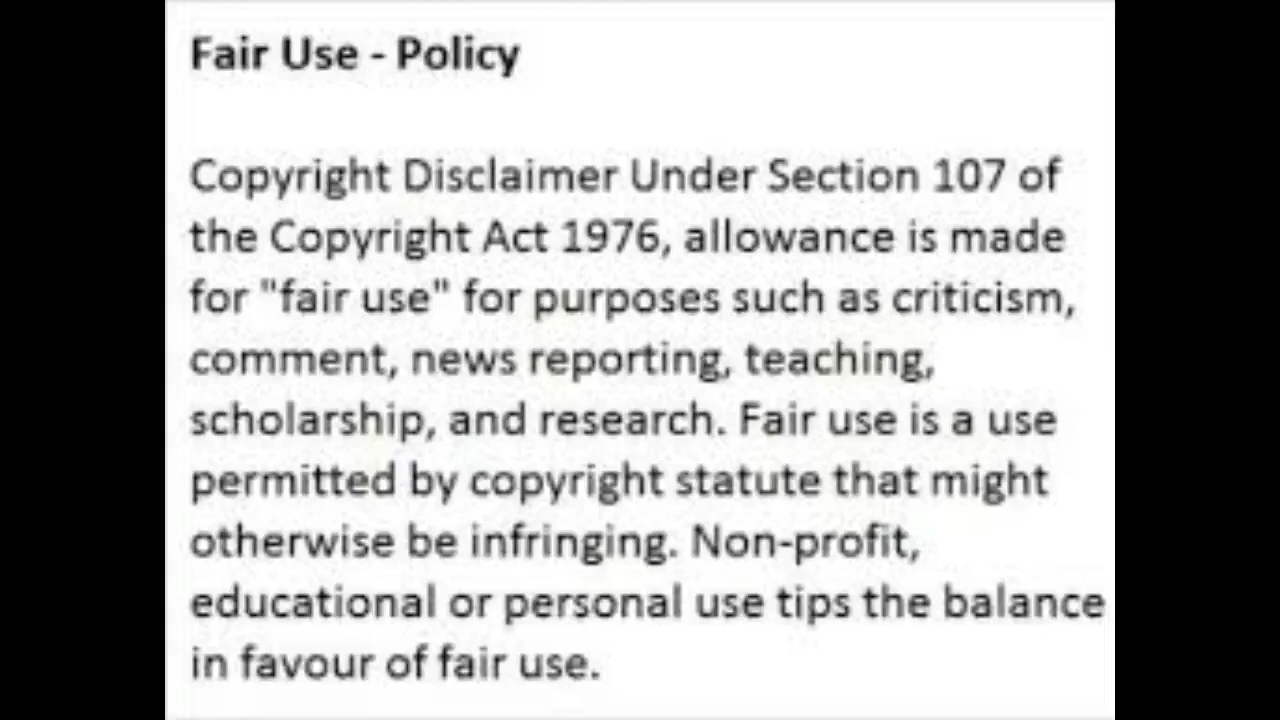 Fair Use - Policy
Copyright Disclaimer Under Section 107 of
the Copyright Act 1976, allowance is made
for "fair use" for purposes such as criticism,
comment, news reporting, teaching,
scholarship, and research. Fair use is a use
permitted by copyright statute that might
otherwise be infringing. Non-profit,
educational or personal use tips the balance
in favour of fair use.